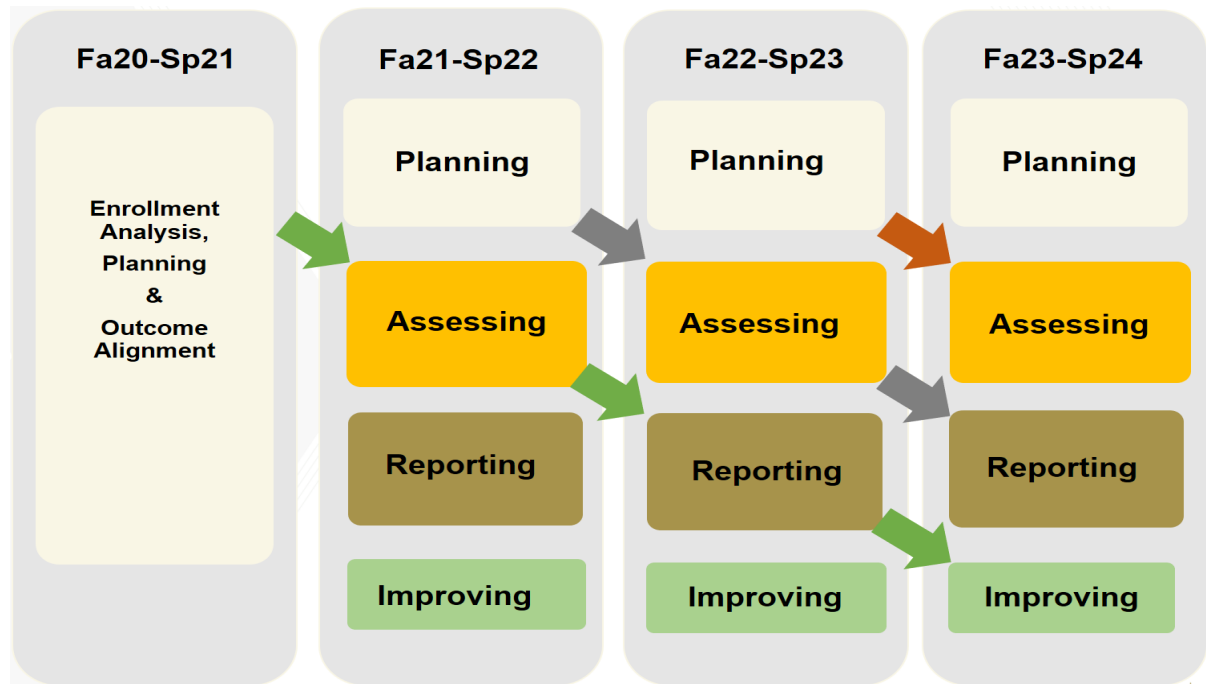 Fa20-Sp21
Enrollment
Analysis,
Planning
&
Outcome
Alignment
Fa21-Sp22
Planning
Assessing
Reporting
Improving
Fa22-Sp23
Planning
Assessing
Reporting
Improving
Fa23-Sp24
Planning
Assessing
Reporting
Improving